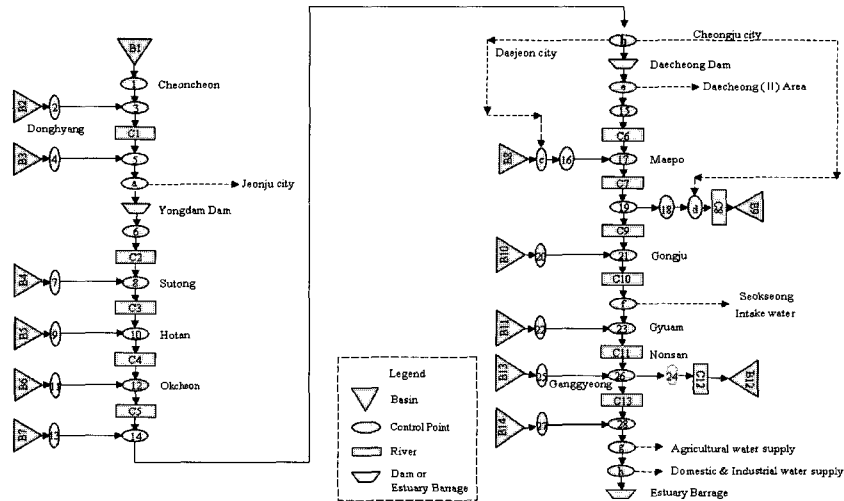 B1
1
Cheoncheon
B2
2
3
Donghyang
C1
B3
4
5
a
Jeonju city
Yongdam Dam
6
C2
B4
7
8
Sutong
C3
B5
9
10
Hotan
C4
B6
11
12
Okcheon
C5
B7
13
14
Legend
Basin
Control Point
River
Dam or
Estuary Barrage
Cheongju city
Daejeon city
Daecheong Dam
e
Daecheong (II) Area
15
C6
B8
c
16
17
Maepo
C7
19
18
d
C8
B9
C9
B10
20
21
Gongju
C10
f
Seokseong
Intake water
B11
22
23
Gyuam
C11
Nonsan
B13
25
Ganggyeong
26
24
C12
B12
C13
B14
27
28
g
Agricultural water supply
h
Domestic & Industrial water supply
Estuary Barrage